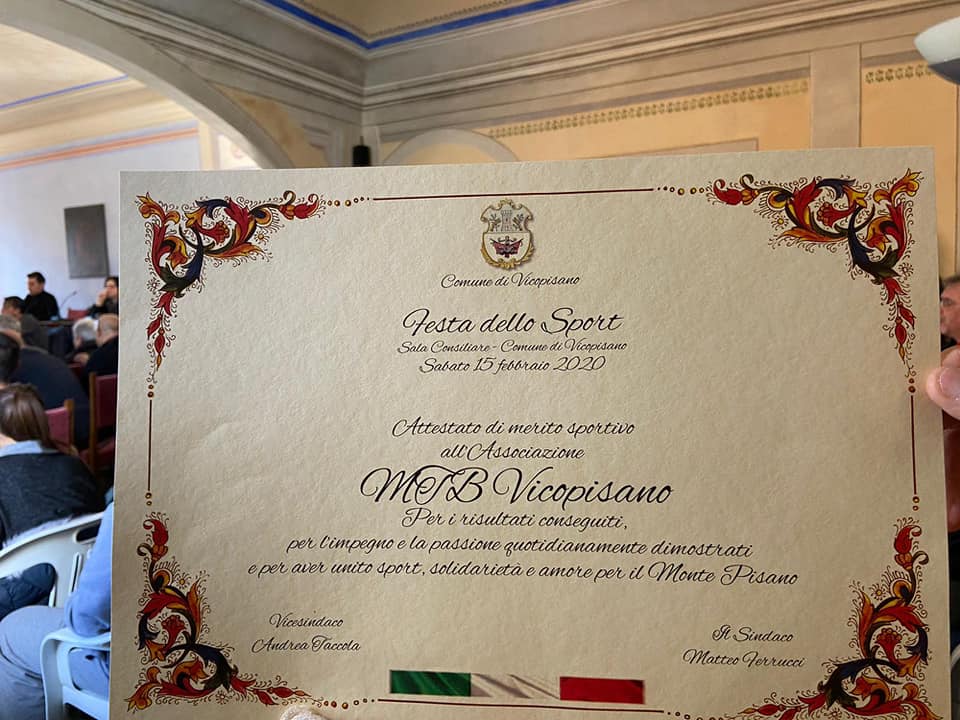 Comune di Vicopisano
Festa dello Sport
Sala Consiliare - Comune di Vicopisano
Sabato 15 febbraio 2020
Attestato di merito sportivo
all'Associazione
MTB Vicopisano
Per i risultati conseguiti,
per l'impegno e la passione quotidianamente dimostrati
e per aver unito sport, solidarietà e amore per il Monte Pisano
Vicesindaco
Andrea Taccola
Il Sindaco
Matteo Ferrucci